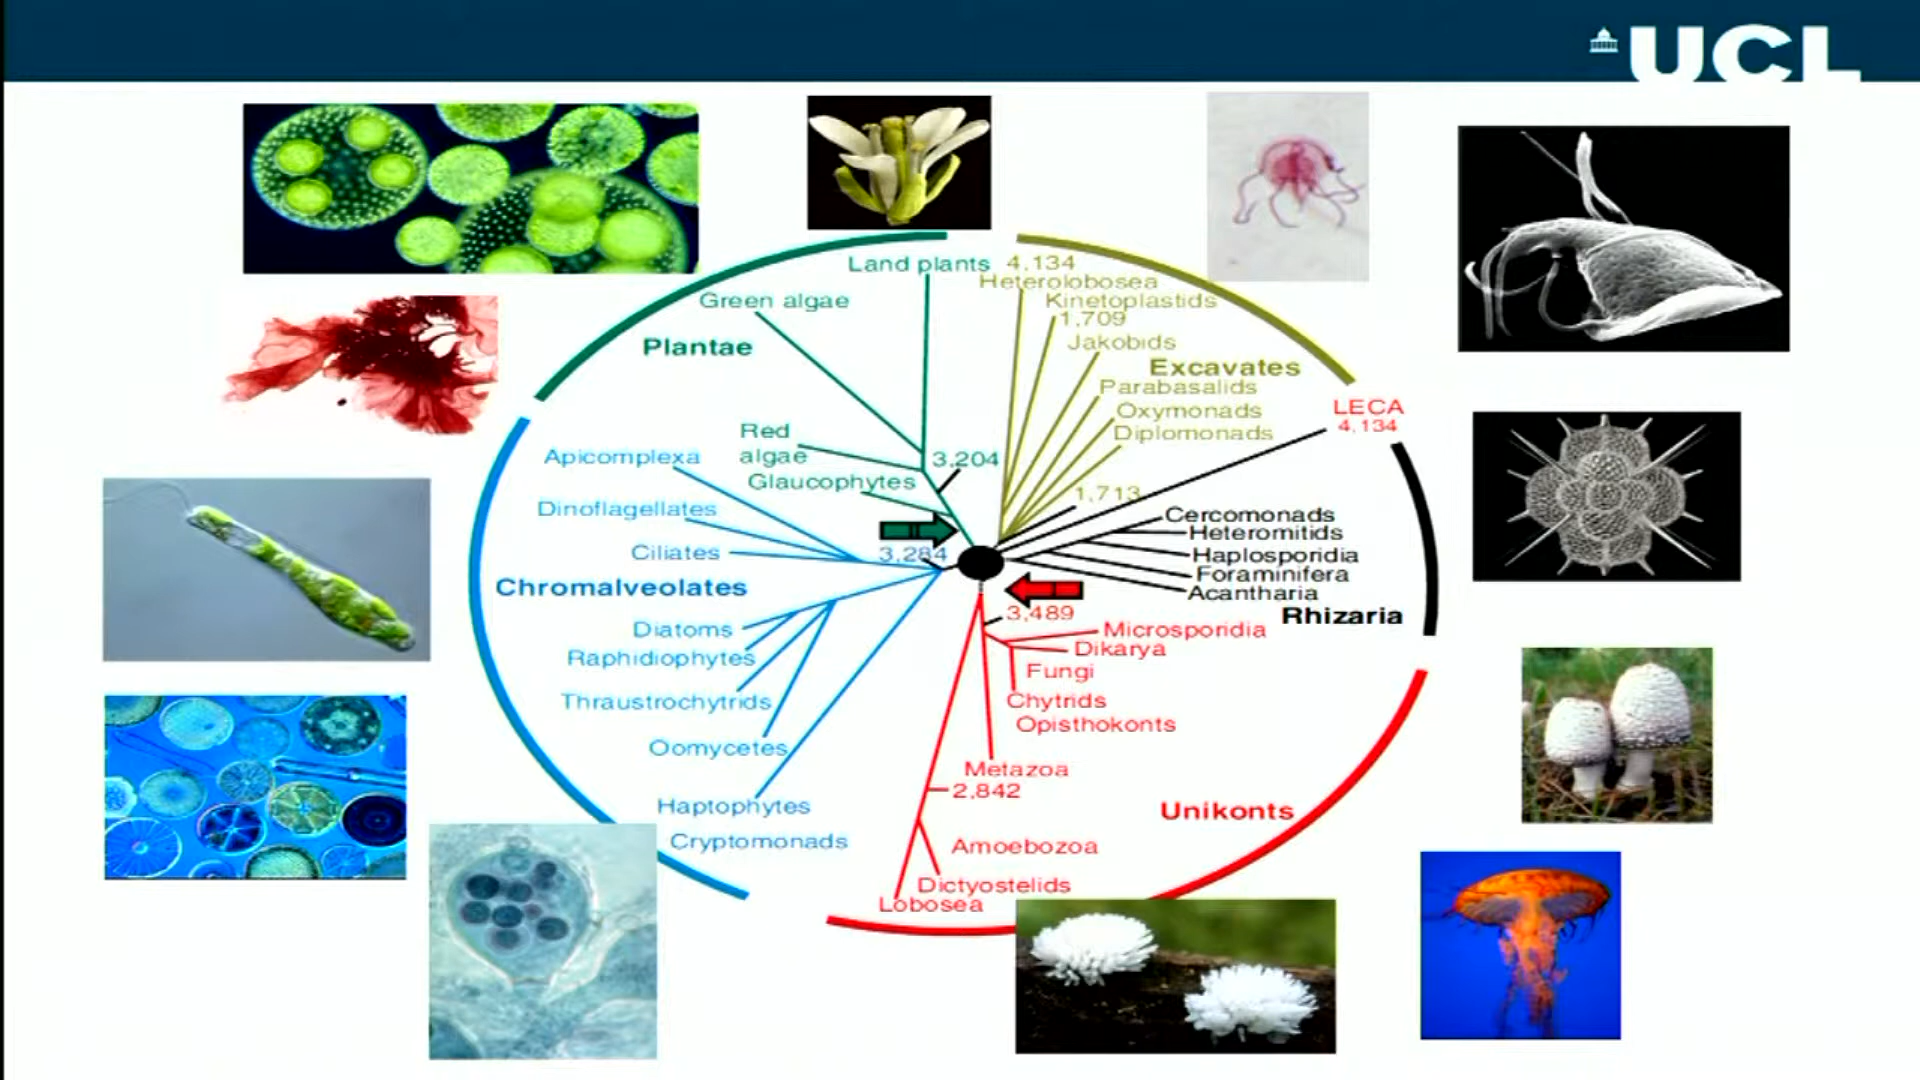 UCL
Land plants
4,134
Heterolobosea
Green algae
Kinetoplastids
1,709
Jakobids
Plantae
Excavates
Parabasalids
LECA
4,134
Oxymonads
Diplomonads
Red
algae
3,204
Apicomplexa
Glaucophytes
1,713
Dinoflagellates
Cercomonads
Heteromitids
Ciliates
3,284
Haplosporidia
Foraminifera
Chromalveolates
Acantharia
Rhizaria
3,489
Diatoms
Microsporidia
Dikarya
Raphidiophytes
Fungi
Thraustrochytrids
Chytrids
Opisthokonts
Oomycetes
Metazoa
2,842
Haptophytes
Unikonts
Cryptomonads
Amoebozoa
Dictyostelids
Lobosea